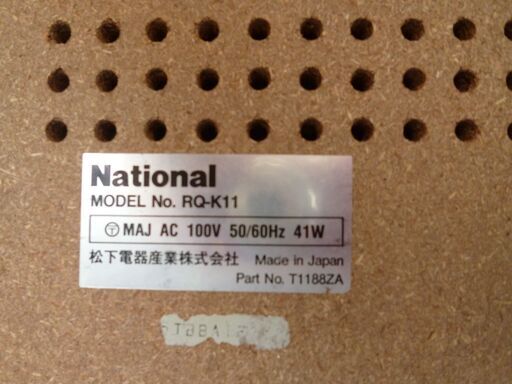 National
MODEL No. RQ-K11
〒 MAJ AC 100V 50/60Hz 41W
松下電器産業株式会社 Made in Japan
Part No. T1188ZA